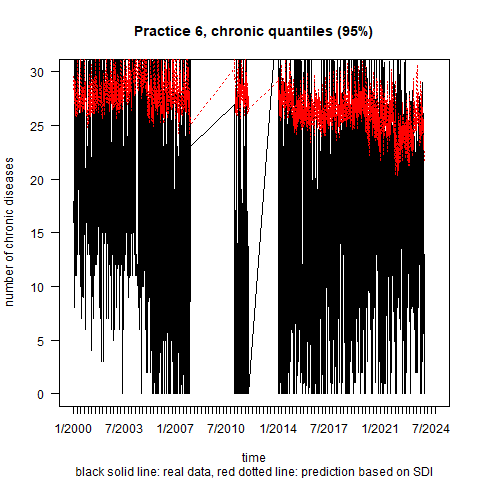 Practice 6, chronic quantiles (95%)
number of chronic diseases
30
25
20
15
10
5
0
1/2000 7/2003 1/2007 7/2010 1/2014 7/2017 1/2021 7/2024
time
black solid line: real data, red dotted line: prediction based on SDI